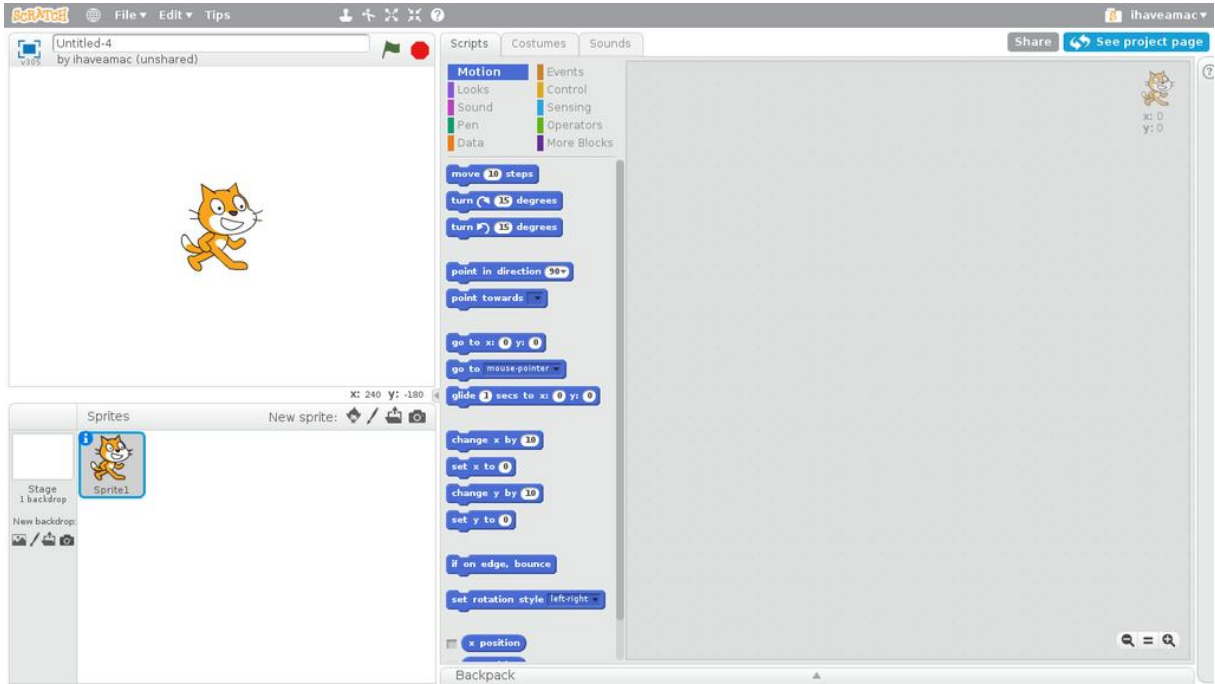 SCRATCH File Edit Tips ihaveamac
Untitled-4
v305 by ihaveamac (unshared)
Scripts Costumes Sounds
Share See project page
Motion Events
Looks Control
Sound Sensing
Pen Operators
Data More Blocks
x: 0
y: 0
move 10 steps
turn 15 degrees
turn 15 degrees
point in direction 90
point towards
go to x: 0 y: 0
go to mouse-pointer
glide 1 secs to x: 0 y: 0
change x by 10
set x to 0
change y by 10
set y to 0
if on edge, bounce
set rotation style left-right
x position
X: 240 Y: -180
Sprites New sprite:
Stage
1 backdrop
New backdrop:
Sprite1
Backpack